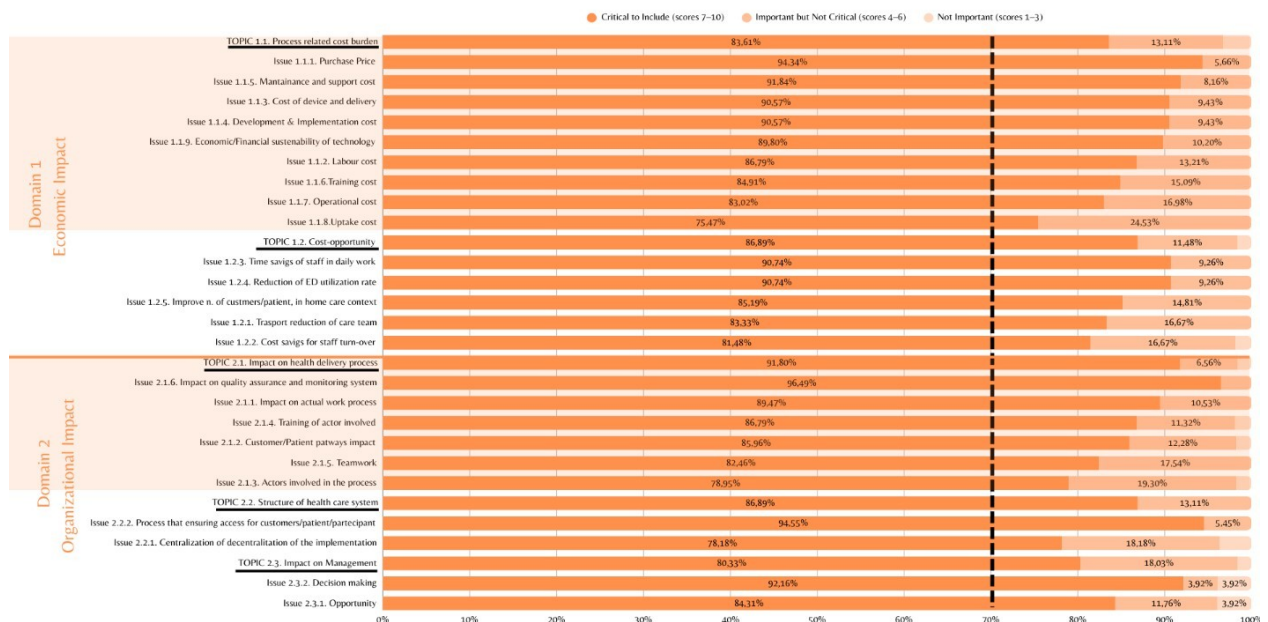 Critical to Include (scores 7–10) Important but Not Critical (scores 4–6) Not Important (scores 1–3)
Domain 1
Economic Impact
TOPIC 1.1. Process related cost burden 83,61% 13,11%
Issue 1.1.1. Purchase Price 94,34% 5,66%
Issue 1.1.5. Mantainance and support cost 91,84% 8,16%
Issue 1.1.3. Cost of device and delivery 90,57% 9,43%
Issue 1.1.4. Development & Implementation cost 90,57% 9,43%
Issue 1.1.9. Economic/Financial sustenability of technology 89,80% 10,20%
Issue 1.1.2. Labour cost 86,79% 13,21%
Issue 1.1.6.Training cost 84,91% 15,09%
Issue 1.1.7. Operational cost 83,02% 16,98%
Issue 1.1.8.Uptake cost 75,47% 24,53%
TOPIC 1.2. Cost-opportunity 86,89% 11,48%
Issue 1.2.3. Time savigs of staff in daily work 90,74% 9,26%
Issue 1.2.4. Reduction of ED utilization rate 90,74% 9,26%
Issue 1.2.5. Improve n. of custmers/patient, in home care context 85,19% 14,81%
Issue 1.2.1. Trasport reduction of care team 83,33% 16,67%
Issue 1.2.2. Cost savigs for staff turn-over 81,48% 16,67%
Domain 2
Organizational Impact
TOPIC 2.1. Impact on health delivery process 91,80% 6,56%
Issue 2.1.6. Impact on quality assurance and monitoring system 96,49%
Issue 2.1.1. Impact on actual work process 89,47% 10,53%
Issue 2.1.4. Training of actor involved 86,79% 11,32%
Issue 2.1.2. Customer/Patient patways impact 85,96% 12,28%
Issue 2.1.5. Teamwork 82,46% 17,54%
Issue 2.1.3. Actors involved in the process 78,95% 19,30%
TOPIC 2.2. Structure of health care system 86,89% 13,11%
Issue 2.2.2. Process that ensuring access for customers/patient/partecipant 94,55% 5,45%
Issue 2.2.1. Centralization of decentralitation of the implementation 78,18% 18,18%
TOPIC 2.3. Impact on Management 80,33% 18,03%
Issue 2.3.2. Decision making 92,16% 3,92% 3,92%
Issue 2.3.1. Opportunity 84,31% 11,76% 3,92%
0% 10% 20% 30% 40% 50% 60% 70% 80% 90% 100%